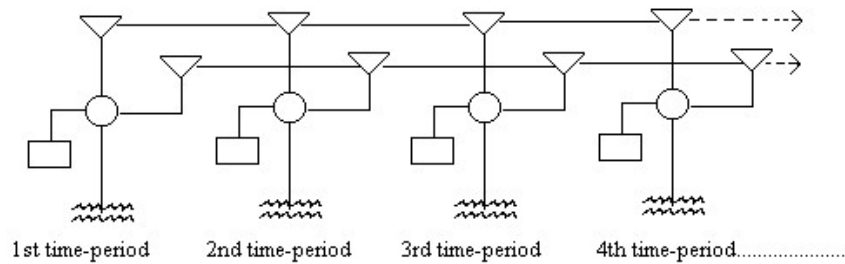 1st time-period 2nd time-period 3rd time-period 4th time-period.....................